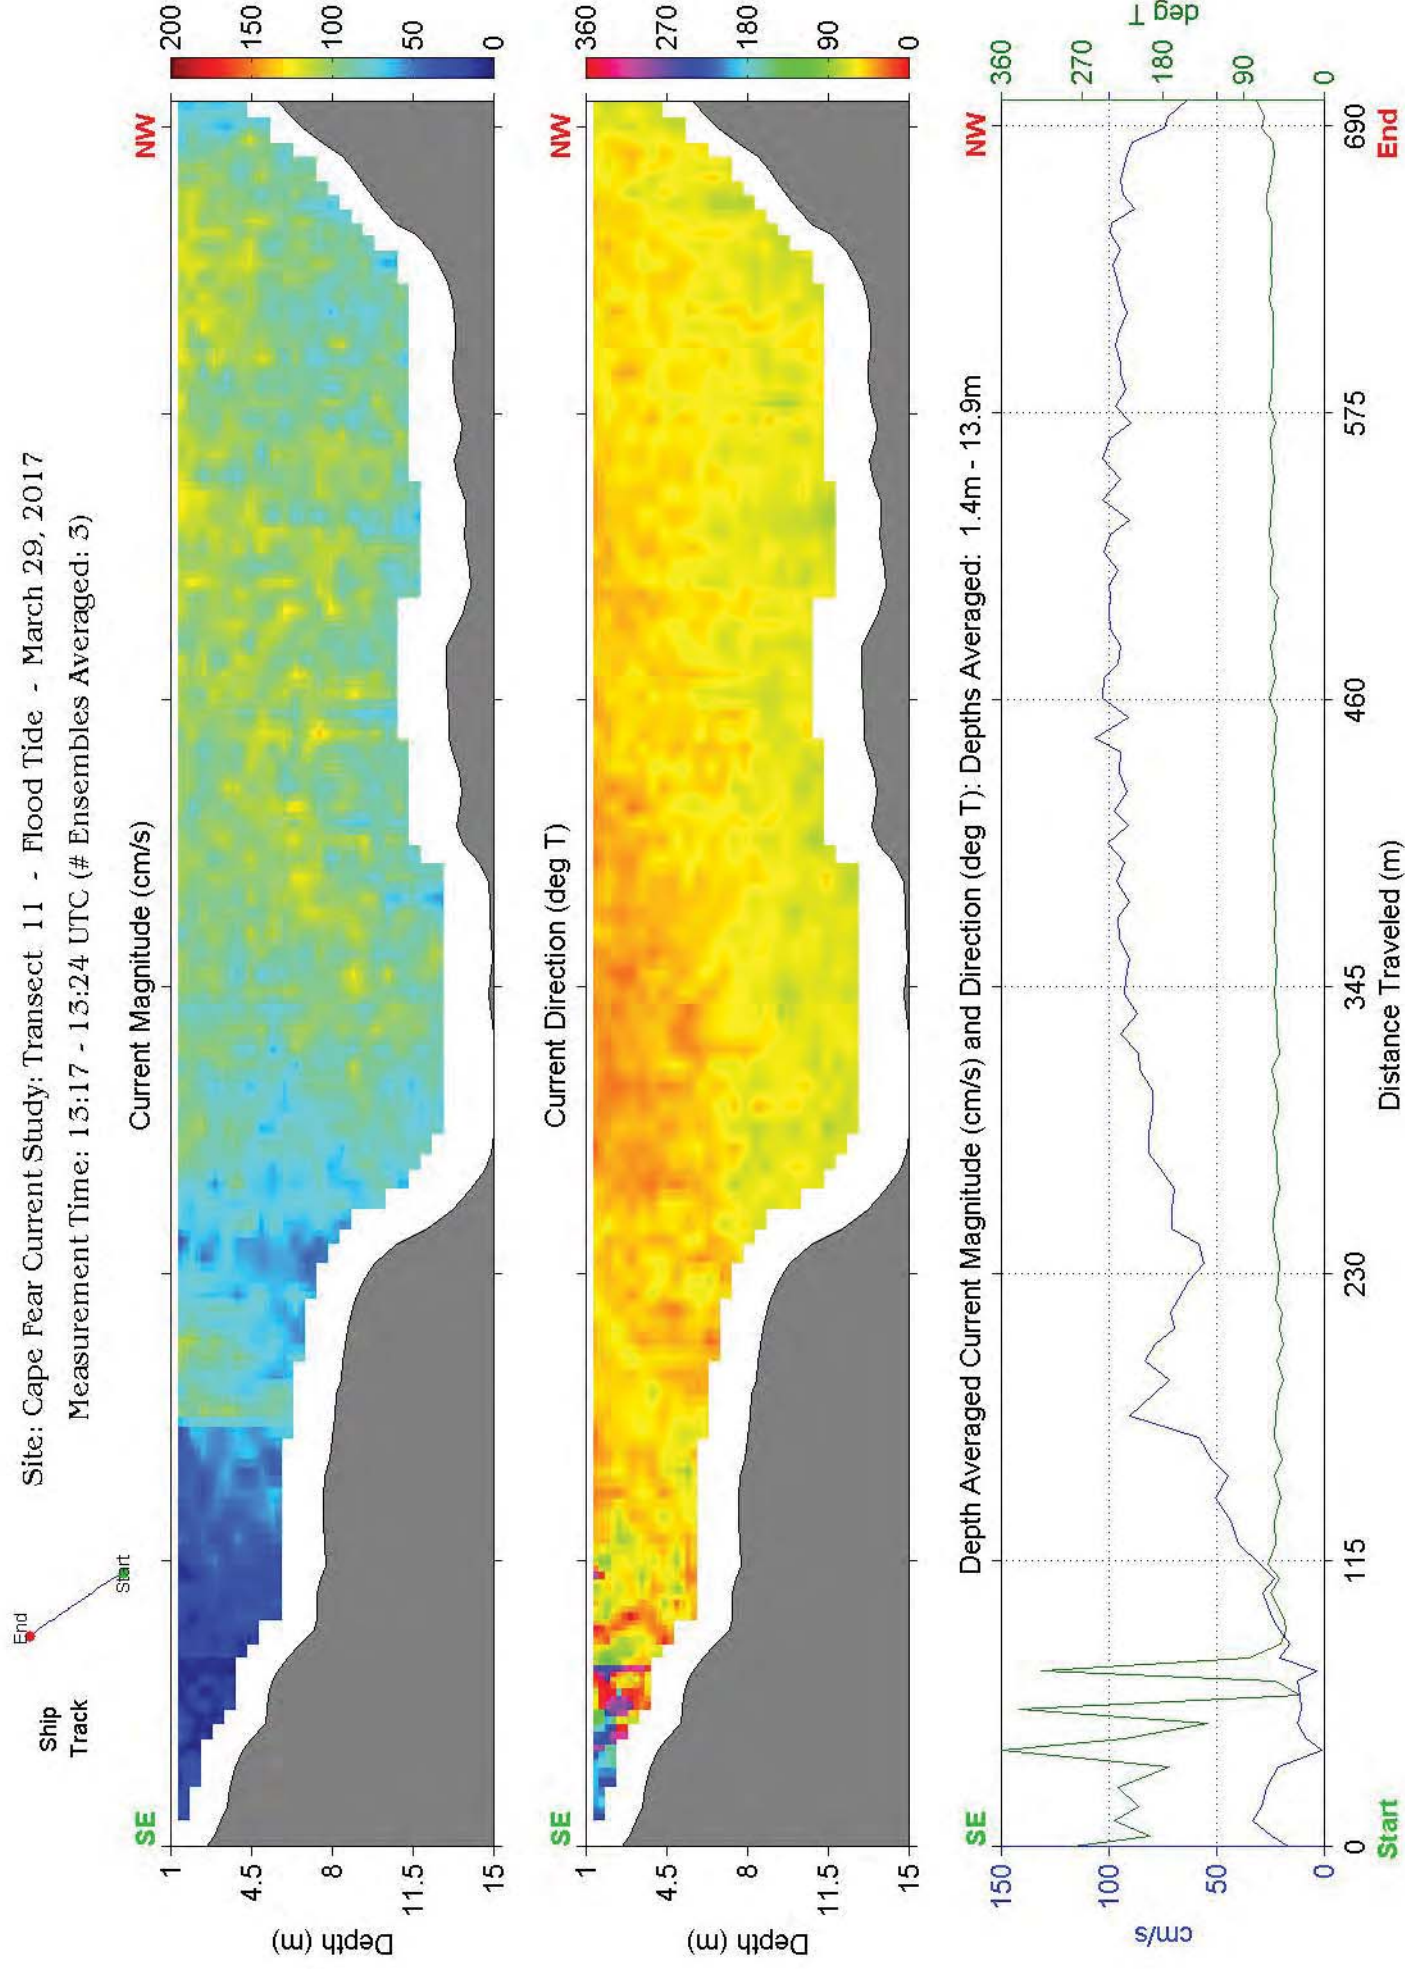 Site: Cape Fear Current Study: Transect 11 - Flood Tide - March 29, 2017
Measurement Time: 13:17 - 13:24 UTC (# Ensembles Averaged: 3)
Ship
Track
End
Start
Current Magnitude (cm/s)
SE
NW
1
4.5
8
11.5
15
Depth (m)
200
150
100
50
0
Current Direction (deg T)
SE
NW
1
4.5
8
11.5
15
Depth (m)
360
270
180
90
0
Depth Averaged Current Magnitude (cm/s) and Direction (deg T): Depths Averaged: 1.4m - 13.9m
SE
NW
150
100
50
0
cm/s
360
270
180
90
0
deg T
0
115
230
345
460
575
690
Start
Distance Traveled (m)
End